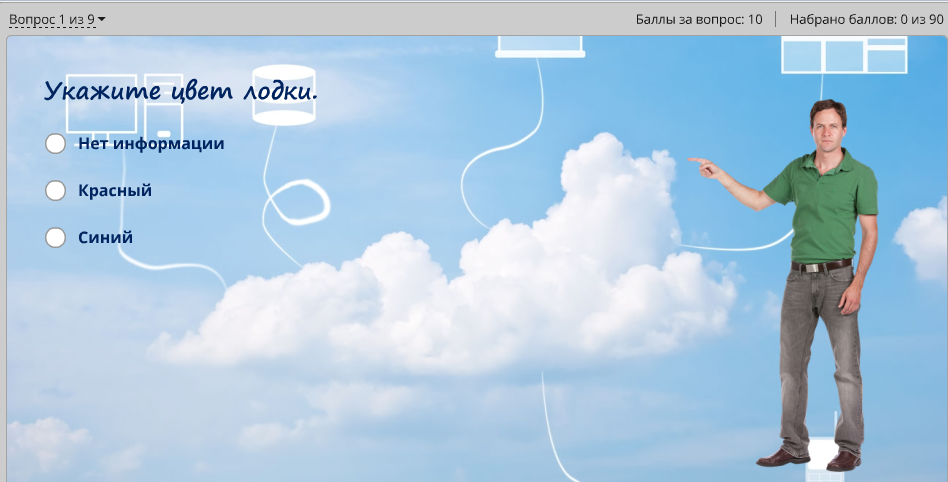 Вопрос 1 из 9
Баллы за вопрос: 10
Набрано баллов: 0 из 90
Укажите цвет лодки.
Нет информации
Красный
Синий